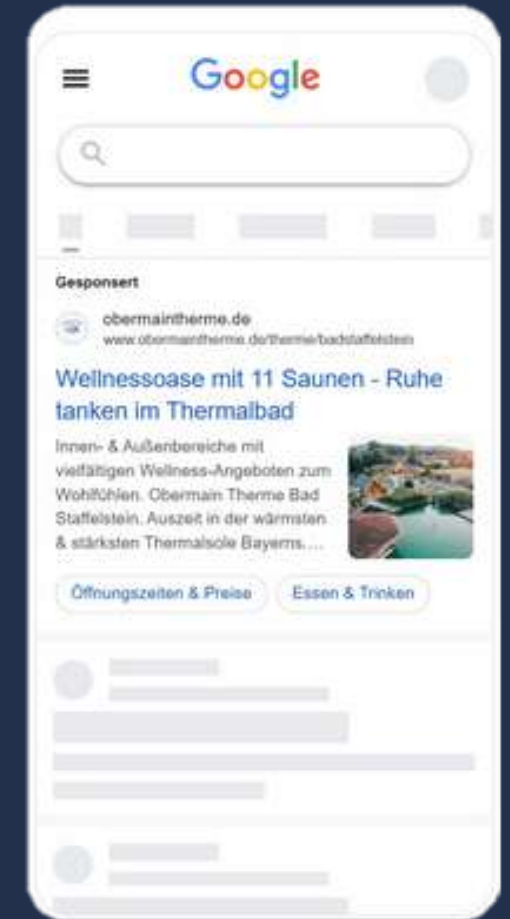 Google
Gesponsert
obermaintherme.de
www.obermaintherme.de/therme/badstaffelstein
Wellnessoase mit 11 Saunen - Ruhe
tanken im Thermalbad
Innen- & Außenbereiche mit
vielfältigen Wellness-Angeboten zum
Wohlfühlen. Obermain Therme Bad
Staffelstein. Auszeit in der wärmsten
& stärksten Thermalsole Bayerns....
Öffnungszeiten & Preise
Essen & Trinken